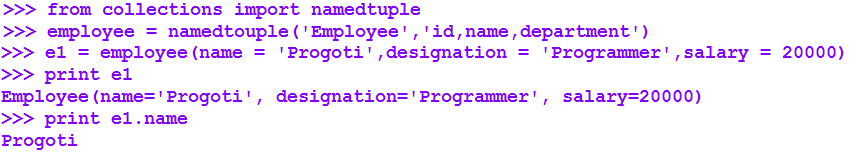 >>> from collections import namedtuple
>>> employee = namedtouple('Employee','id,name,department')
>>> e1 = employee(name = 'Progoti',designation = 'Programmer',salary = 20000)
>>> print e1
Employee(name='Progoti', designation='Programmer', salary=20000)
>>> print e1.name
Progoti